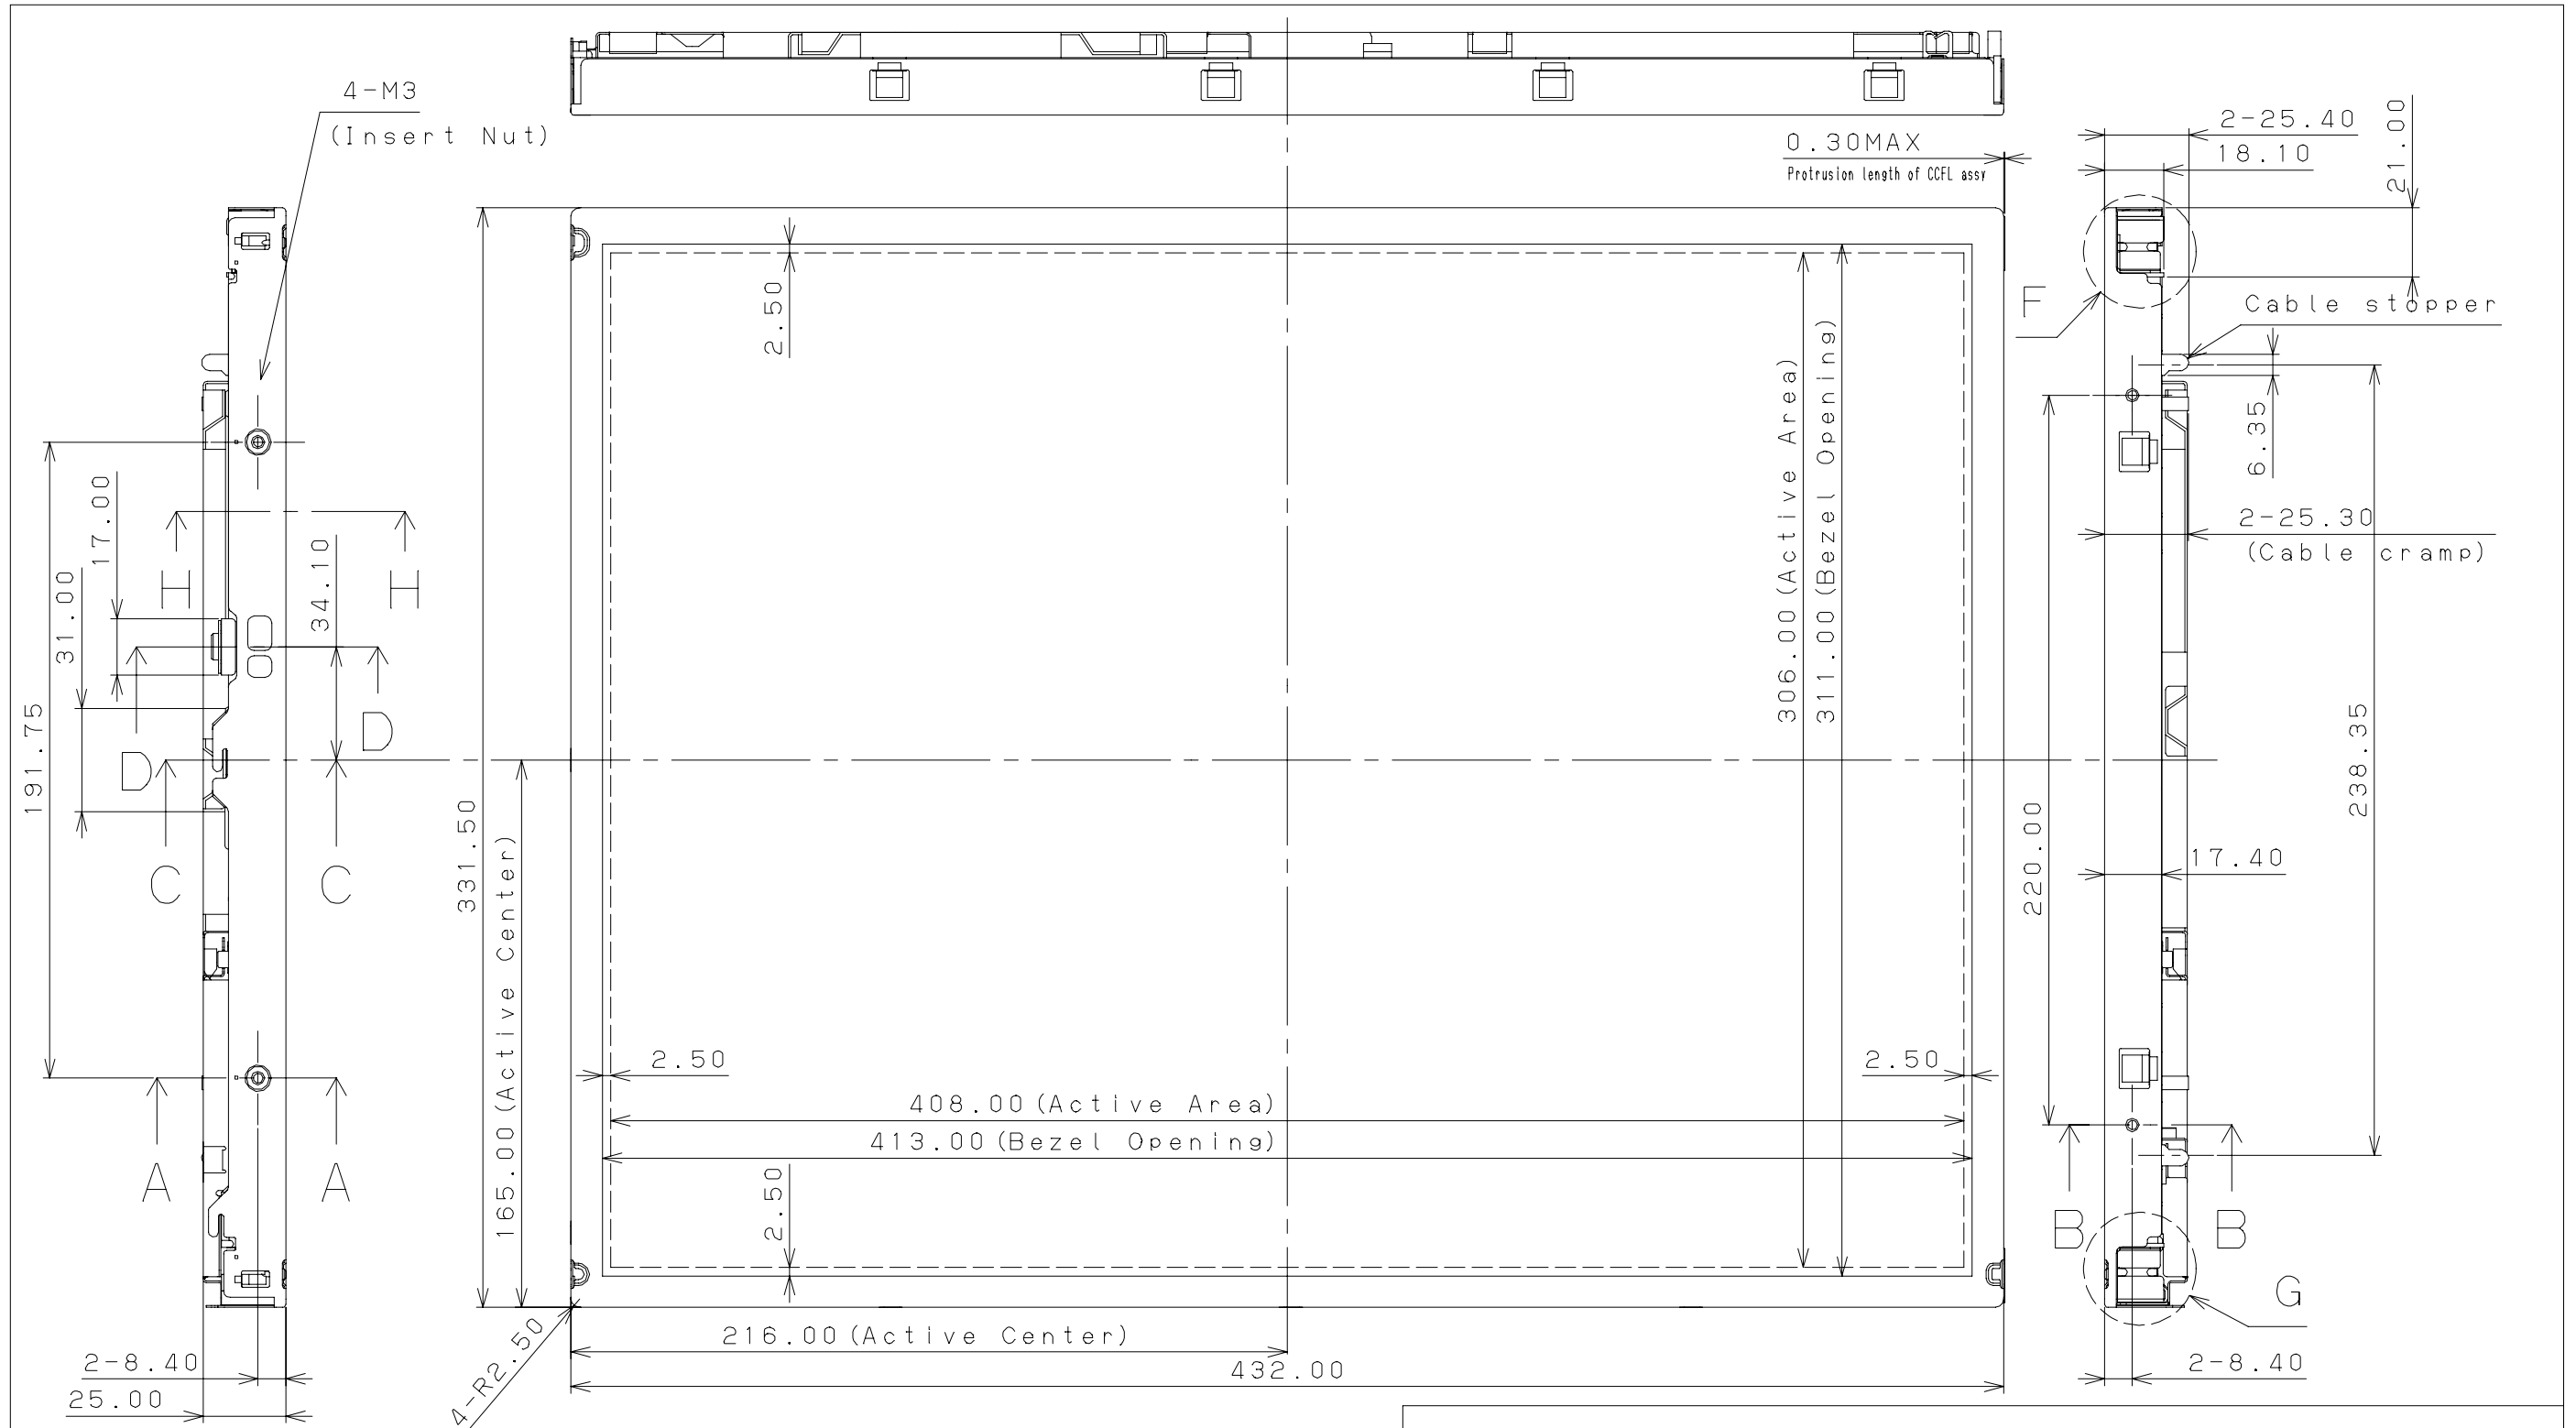 4-M3
(Insert Nut)
0.30MAX
Protrusion length of CCFL assy
2-25.40
18.10
21.00
F
Cable stopper
6.35
2-25.30
(Cable cramp)
2.50
306.00(Active Area)
311.00(Bezel Opening)
17.00
31.00
34.10
H
H
191.75
D
D
C
C
331.50
165.00(Active Center)
220.00
238.35
17.40
2.50
2.50
408.00(Active Area)
413.00(Bezel Opening)
A
A
2.50
B
B
G
216.00(Active Center)
432.00
4-R2.50
2-8.40
25.00
2-8.40